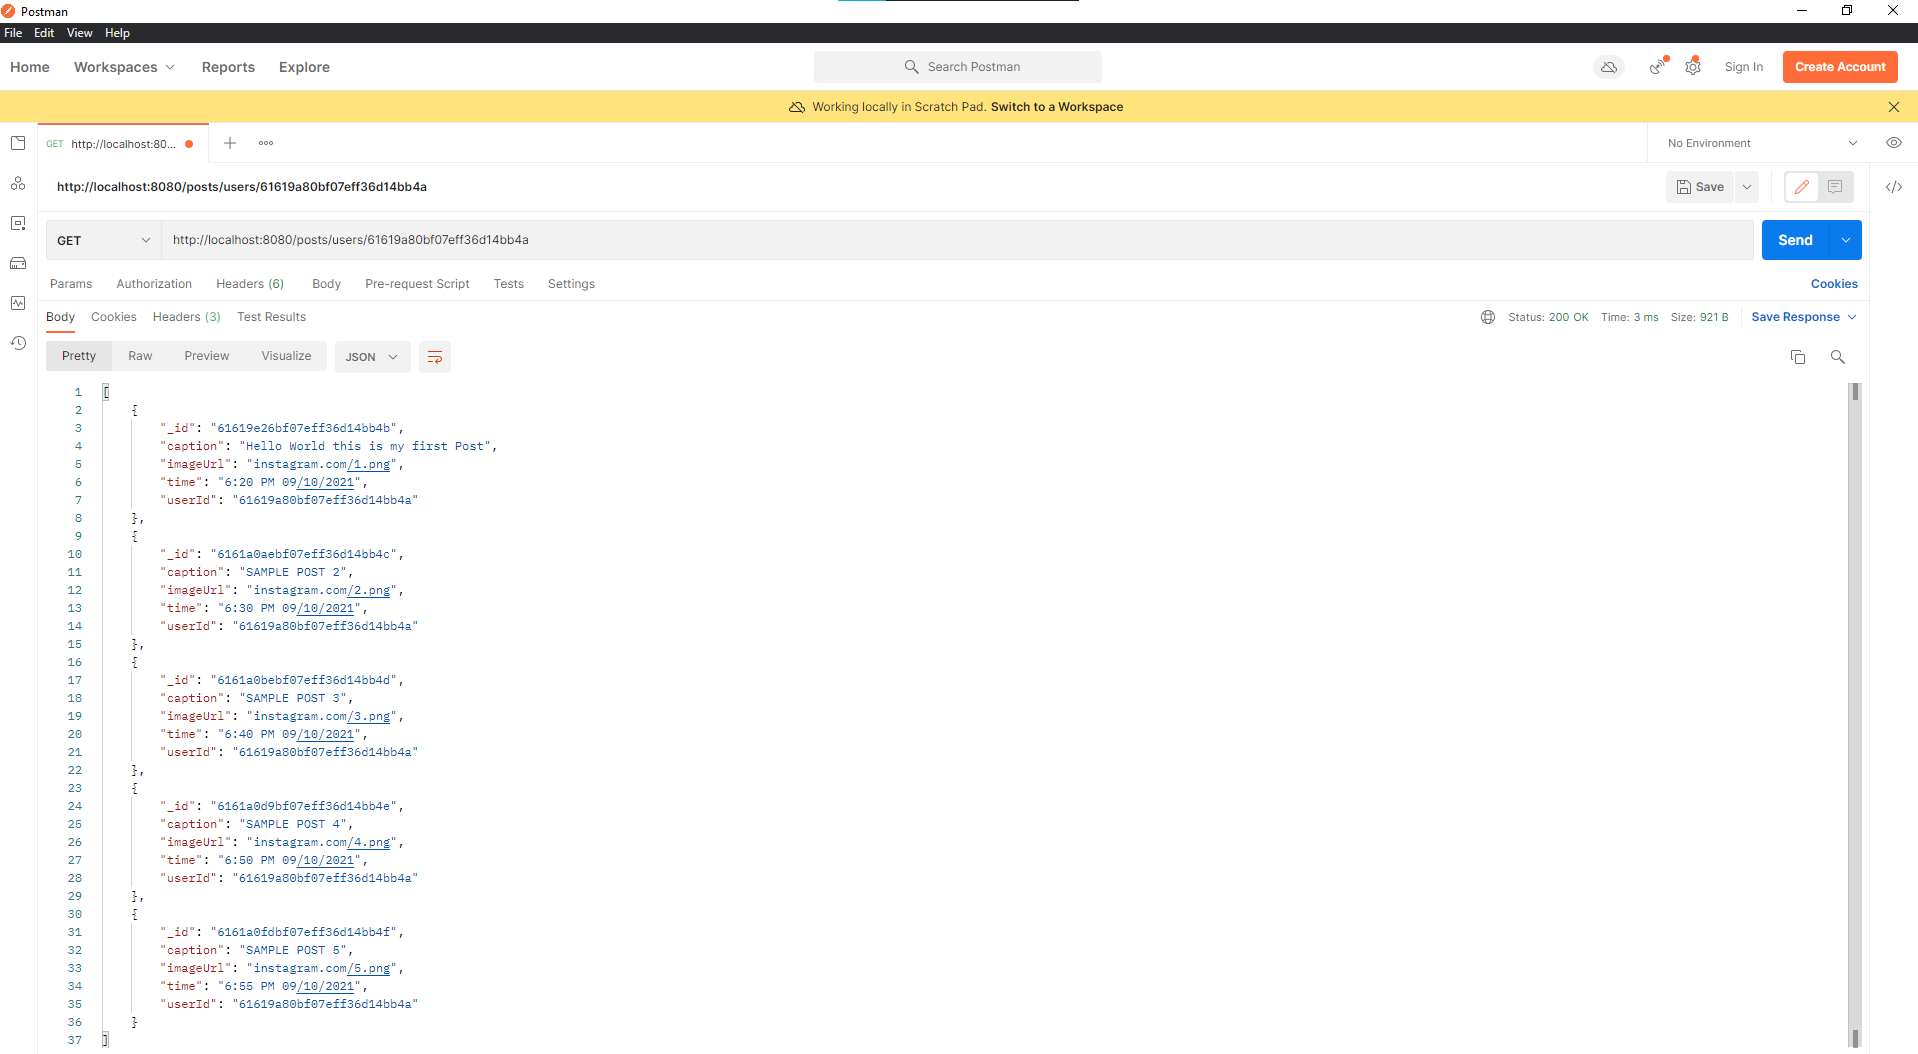 Postman
File Edit View Help
Home Workspaces Reports Explore Search Postman Sign In Create Account
Working locally in Scratch Pad. Switch to a Workspace
GET http://localhost:80... No Environment
http://localhost:8080/posts/users/61619a80bf07eff36d14bb4a Save
GET http://localhost:8080/posts/users/61619a80bf07eff36d14bb4a Send
Params Authorization Headers (6) Body Pre-request Script Tests Settings Cookies
Body Cookies Headers (3) Test Results Status: 200 OK Time: 3 ms Size: 921 B Save Response
Pretty Raw Preview Visualize JSON
1 [
2 {
3 "_id": "61619e26bf07eff36d14bb4b",
4 "caption": "Hello World this is my first Post",
5 "imageUrl": "instagram.com/1.png",
6 "time": "6:20 PM 09/10/2021",
7 "userId": "61619a80bf07eff36d14bb4a"
8 },
9 {
10 "_id": "6161a0aebf07eff36d14bb4c",
11 "caption": "SAMPLE POST 2",
12 "imageUrl": "instagram.com/2.png",
13 "time": "6:30 PM 09/10/2021",
14 "userId": "61619a80bf07eff36d14bb4a"
15 },
16 {
17 "_id": "6161a0bebf07eff36d14bb4d",
18 "caption": "SAMPLE POST 3",
19 "imageUrl": "instagram.com/3.png",
20 "time": "6:40 PM 09/10/2021",
21 "userId": "61619a80bf07eff36d14bb4a"
22 },
23 {
24 "_id": "6161a0d9bf07eff36d14bb4e",
25 "caption": "SAMPLE POST 4",
26 "imageUrl": "instagram.com/4.png",
27 "time": "6:50 PM 09/10/2021",
28 "userId": "61619a80bf07eff36d14bb4a"
29 },
30 {
31 "_id": "6161a0fdbf07eff36d14bb4f",
32 "caption": "SAMPLE POST 5",
33 "imageUrl": "instagram.com/5.png",
34 "time": "6:55 PM 09/10/2021",
35 "userId": "61619a80bf07eff36d14bb4a"
36 }
37 ]